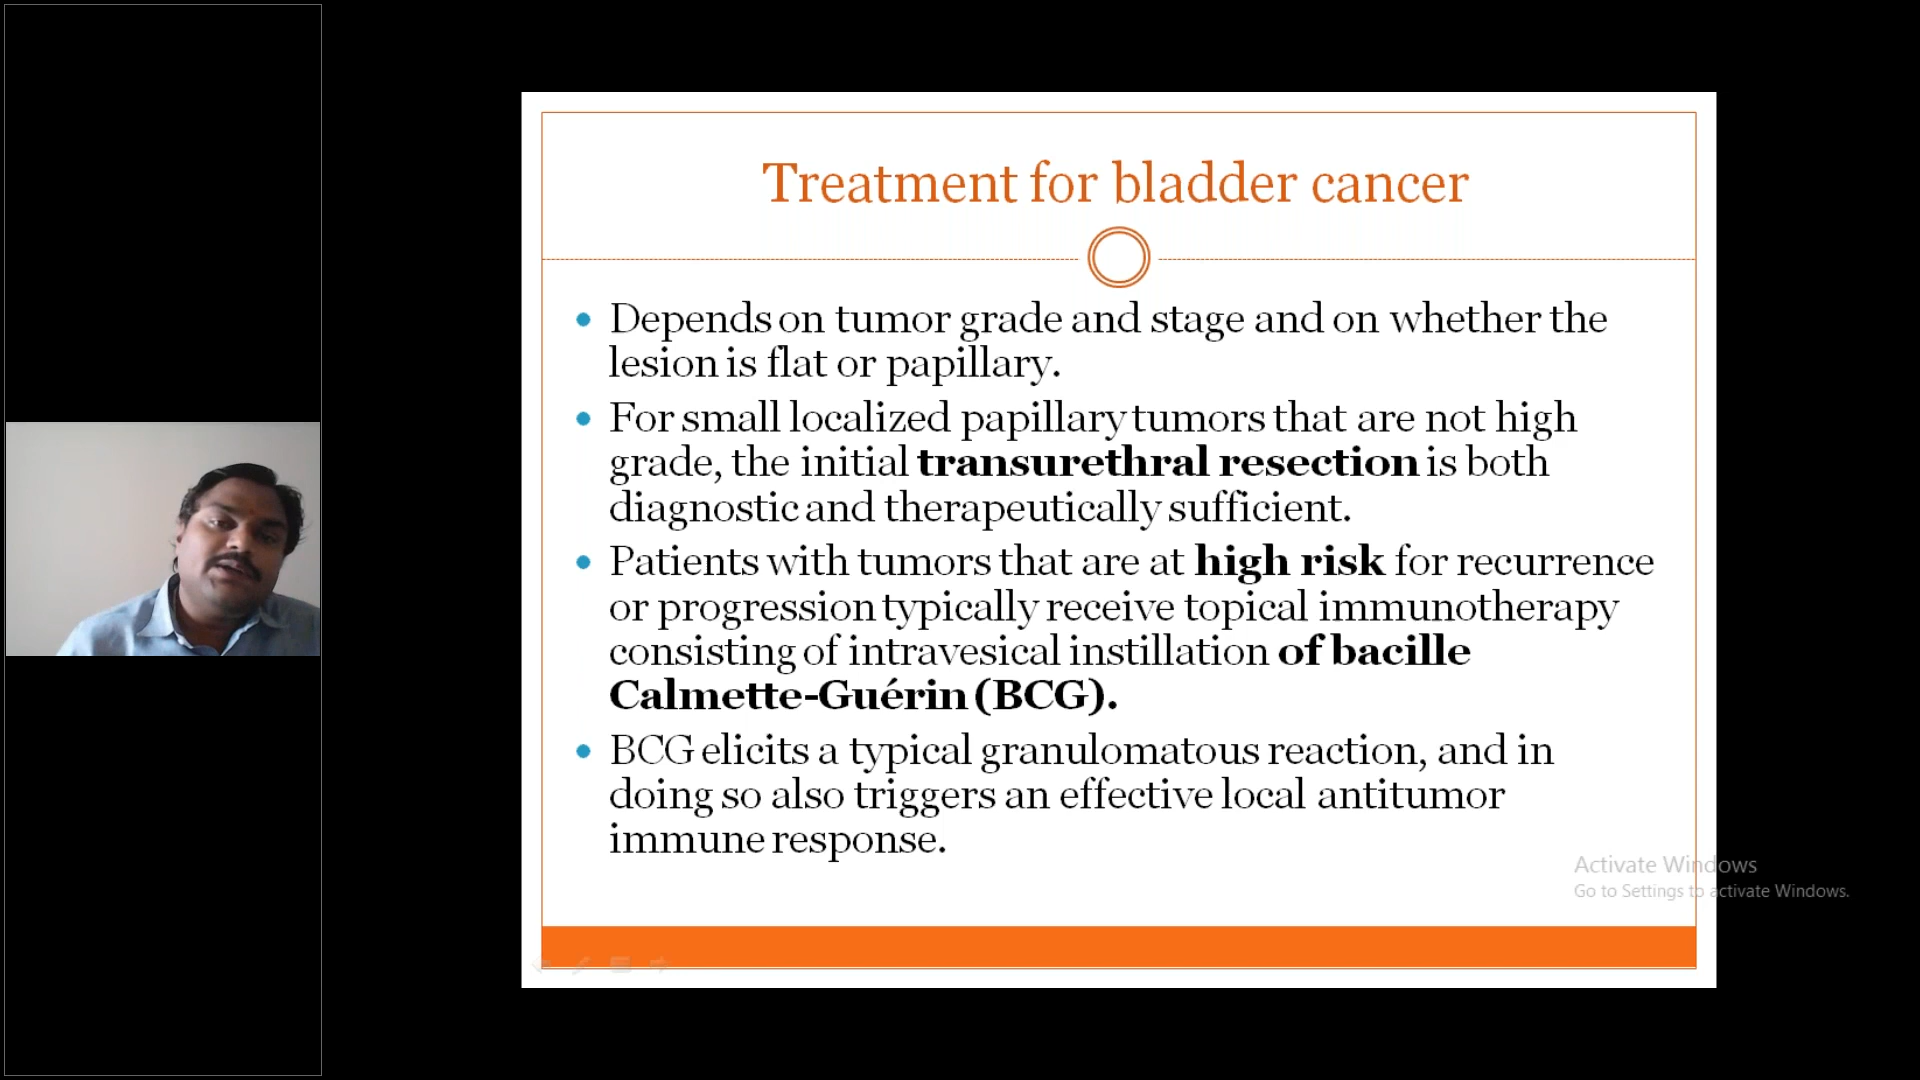 Treatment for bladder cancer
Depends on tumor grade and stage and on whether the
lesion is flat or papillary.
For small localized papillary tumors that are not high
grade, the initial transurethral resection is both
diagnostic and therapeutically sufficient.
Patients with tumors that are at high risk for recurrence
or progression typically receive topical immunotherapy
consisting of intravesical instillation of bacille
Calmette-Guérin (BCG).
BCG elicits a typical granulomatous reaction, and in
doing so also triggers an effective local antitumor
immune response.
Activate Windows
Go to Settings to activate Windows.